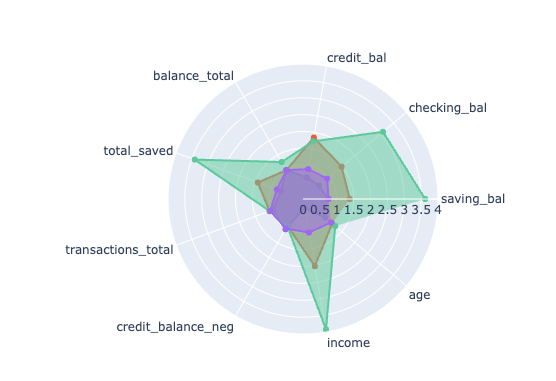 credit_bal
balance_total
checking_bal
total_saved
saving_bal
0 0.5 1 1.5 2 2.5 3 3.5 4
transactions_total
age
credit_balance_neg
income